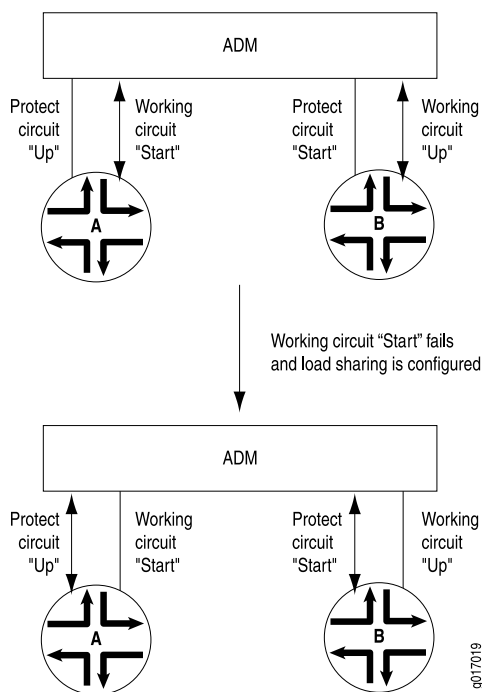 ADM
Protect
circuit
"Up"
Working
circuit
"Start"
Protect
circuit
"Start"
Working
circuit
"Up"
A
B
Working circuit “Start” fails
and load sharing is configured
ADM
Protect
circuit
"Up"
Working
circuit
"Start"
Protect
circuit
"Start"
Working
circuit
"Up"
A
B
g017019